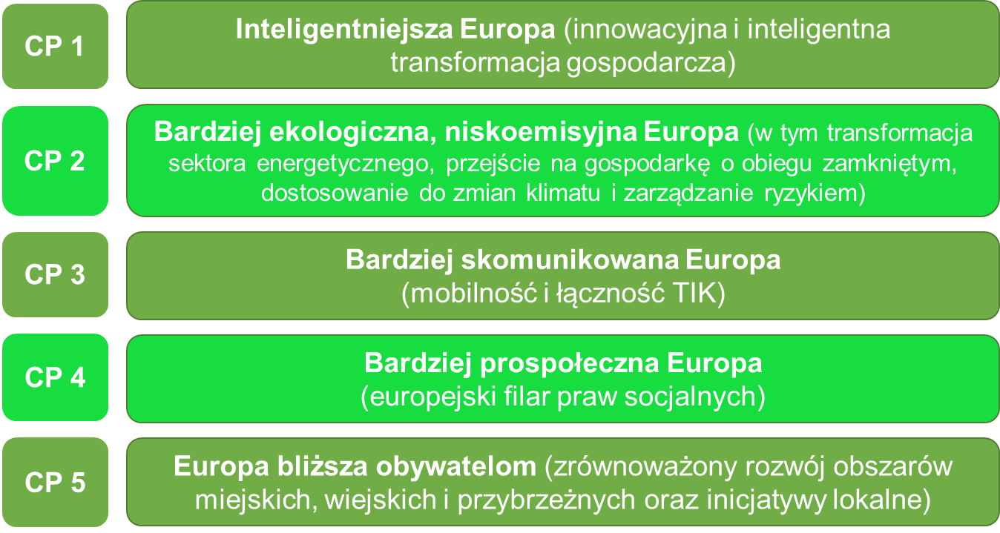 CP 1
Inteligentniejsza Europa (innowacyjna i inteligentna
transformacja gospodarcza)
CP 2
Bardziej ekologiczna, niskoemisyjna Europa (w tym transformacja
sektora energetycznego, przejście na gospodarkę o obiegu zamkniętym,
dostosowanie do zmian klimatu i zarządzanie ryzykiem)
CP 3
Bardziej skomunikowana Europa
(mobilność i łączność TIK)
CP 4
Bardziej prospołeczna Europa
(europejski filar praw socjalnych)
CP 5
Europa bliższa obywatelom (zrównoważony rozwój obszarów
miejskich, wiejskich i przybrzeżnych oraz inicjatywy lokalne)